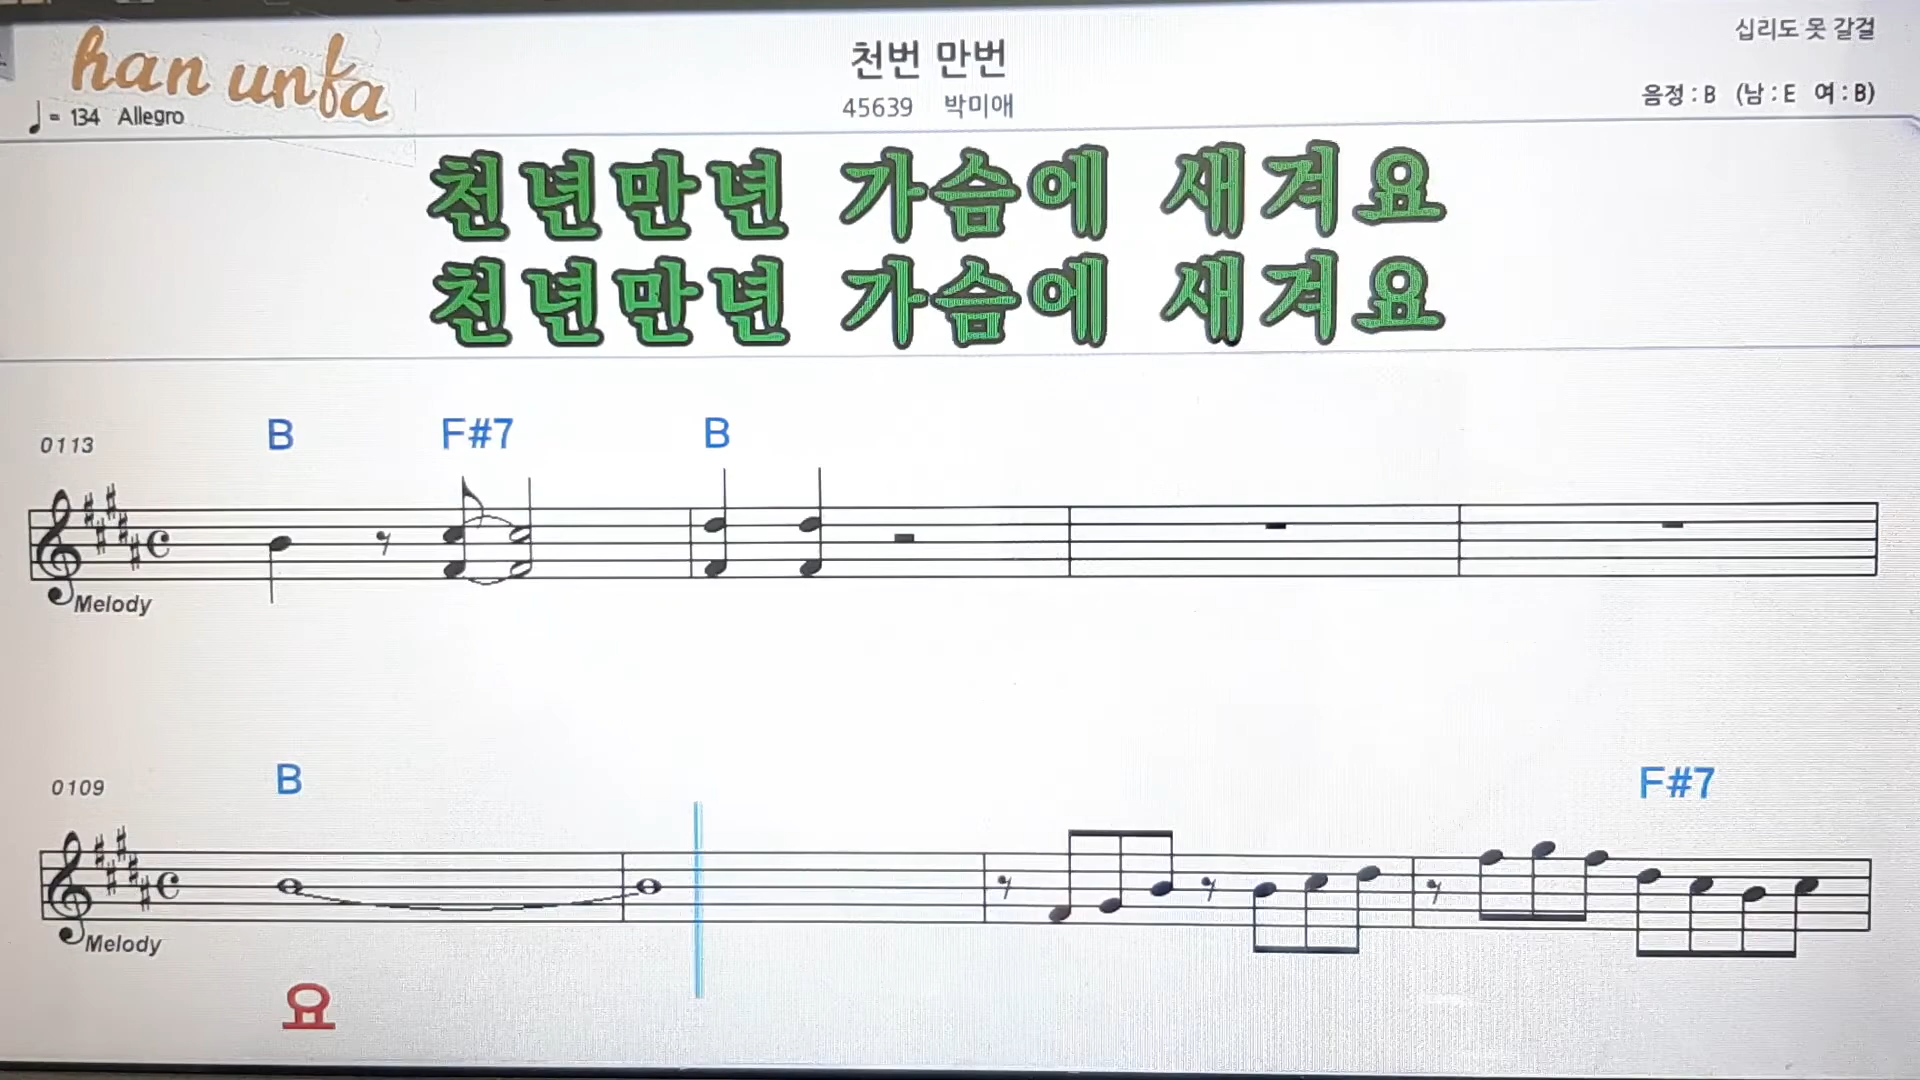 han unfa
♩= 134 Allegro
천번 만번
45639 박미애
십리도 못 갈걸
음정 : B (남 : E 여 : B)
천년만년 가슴에 새겨요
천년만년 가슴에 새겨요
B F#7 B
0113
Melody
B F#7
0109
Melody
요